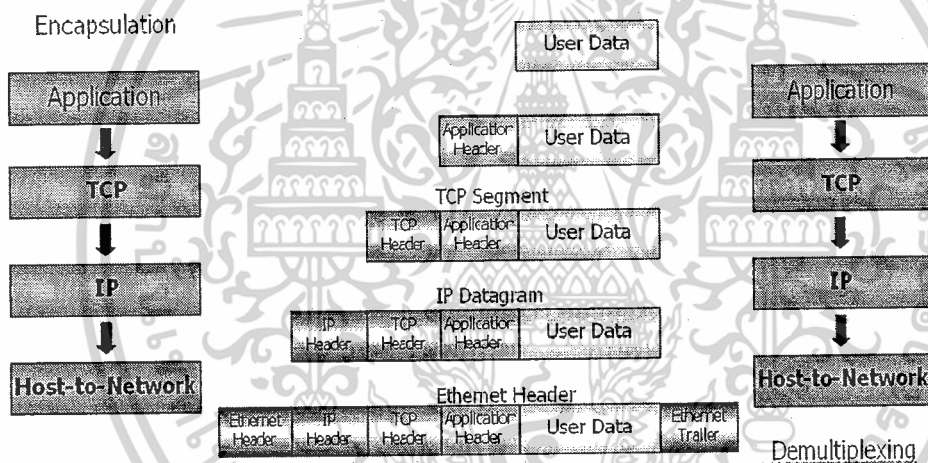 Encapsulation
Application
TCP
IP
Host-to-Network
User Data
Application Header
User Data
TCP Segment
TCP Header
Application Header
User Data
IP Datagram
IP Header
TCP Header
Application Header
User Data
Ethernet Header
Ethernet Header
IP Header
TCP Header
Application Header
User Data
Ethernet Trailer
Application
TCP
IP
Host-to-Network
Demultiplexing